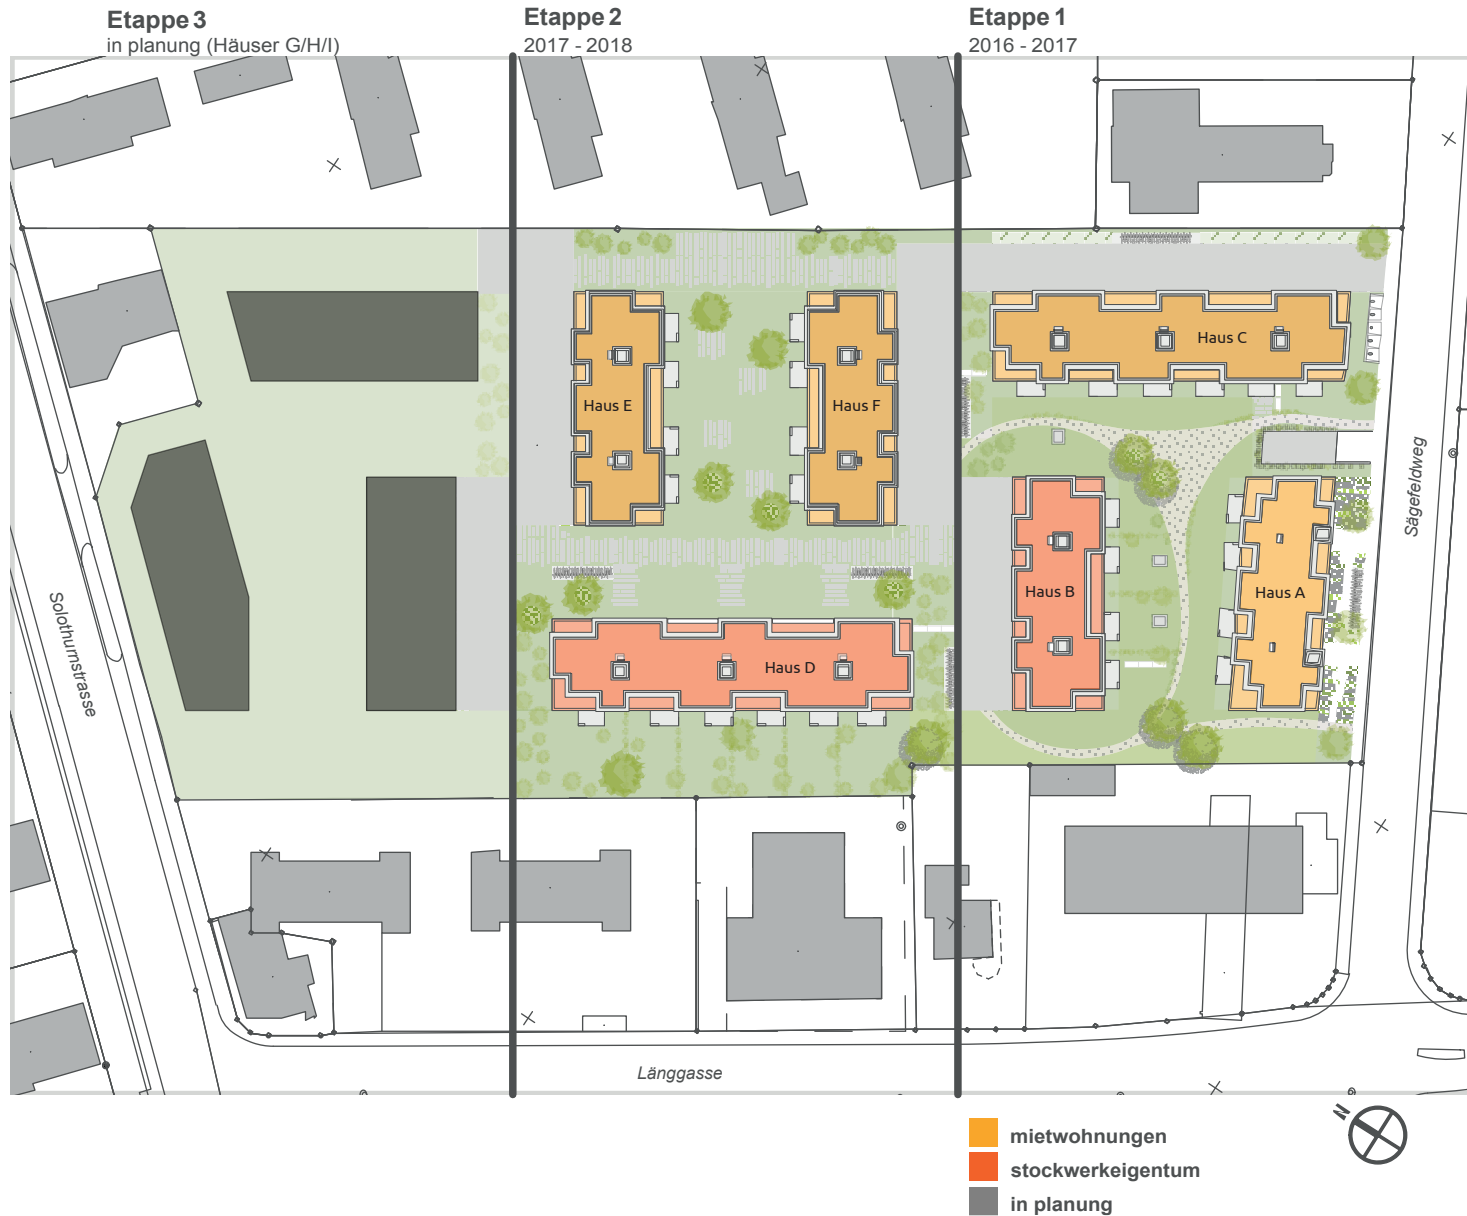 Etappe 3
in planung (Häuser G/H/I)
Etappe 2
2017 - 2018
Etappe 1
2016 - 2017
Haus C
Haus E
Haus F
Sägefeldweg
Haus B
Haus A
Solothurnstrasse
Haus D
Länggasse
N
mietwohnungen
stockwerkeigentum
in planung